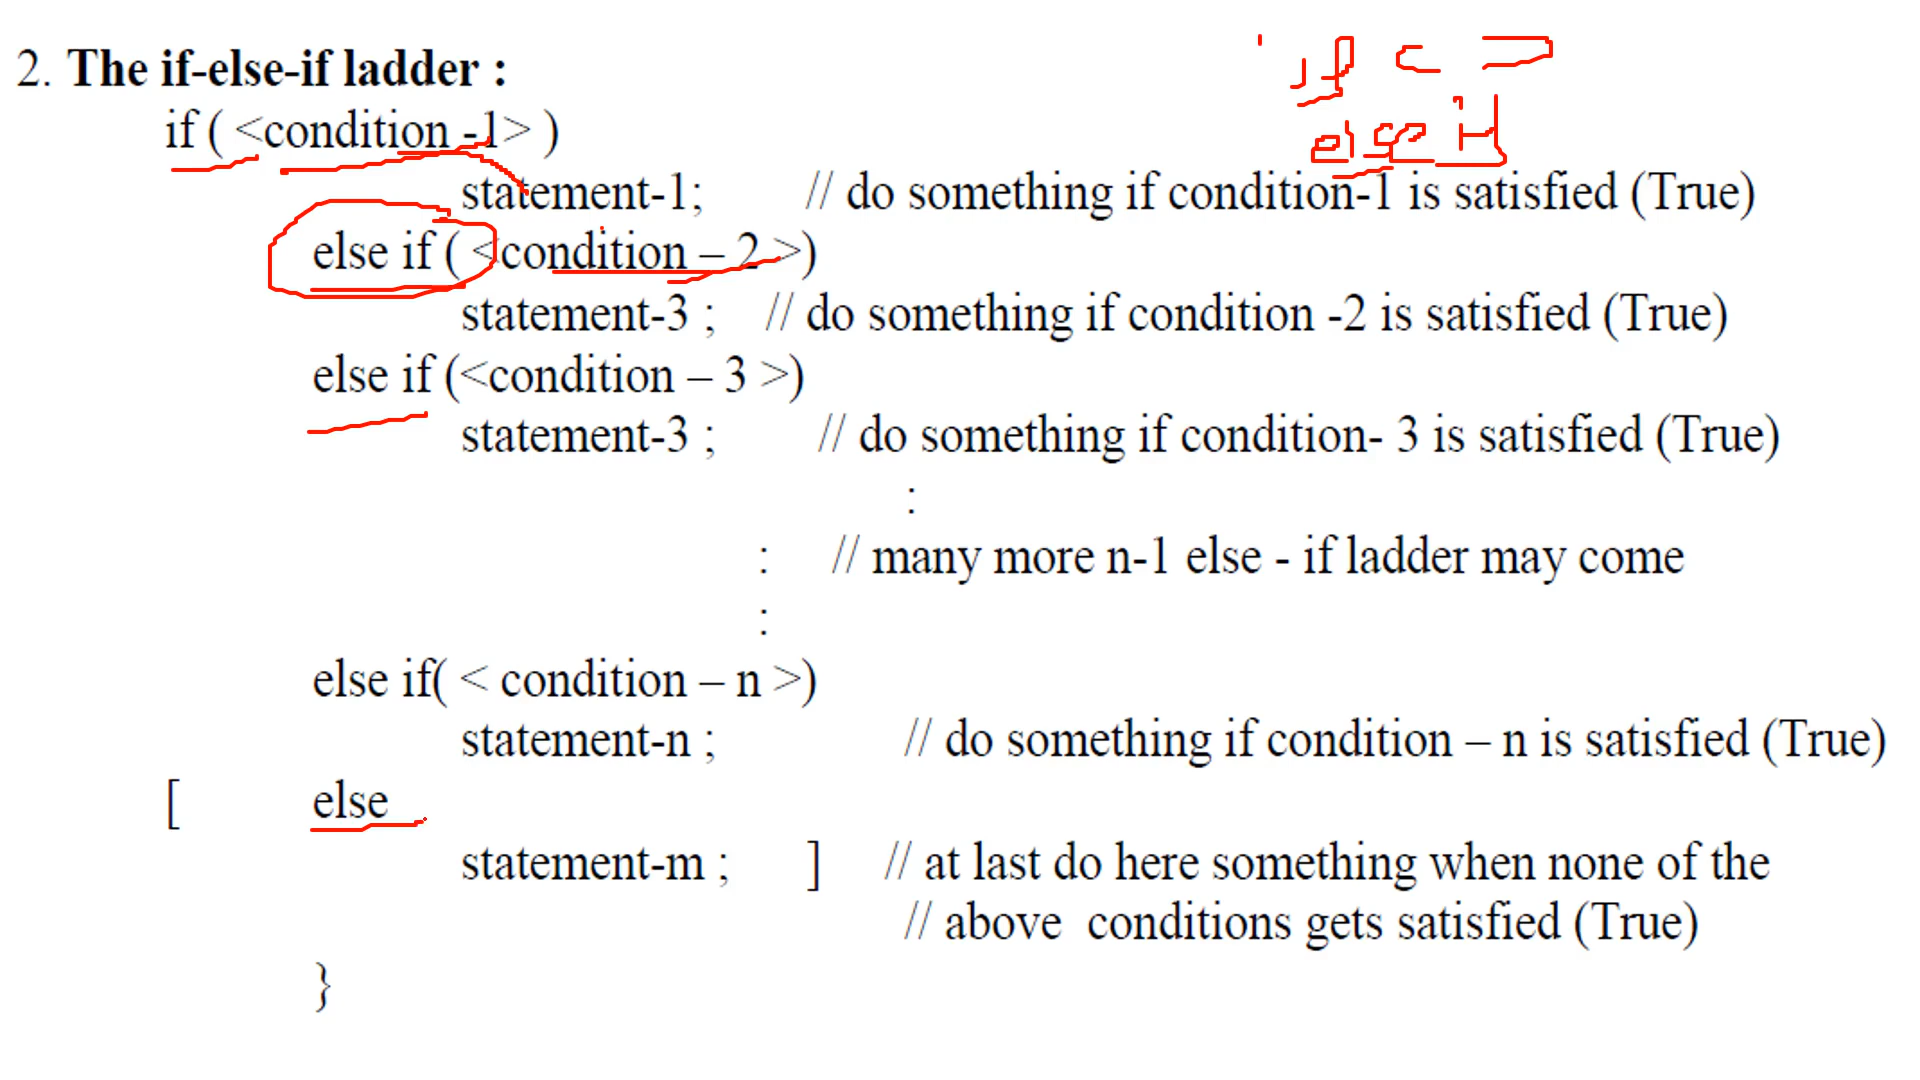 2. The if-else-if ladder :
if ( <condition -1> )
statement-1; // do something if condition-1 is satisfied (True)
else if ( <condition – 2 >)
statement-3 ; // do something if condition -2 is satisfied (True)
else if (<condition – 3 >)
statement-3 ; // do something if condition- 3 is satisfied (True)
:
: // many more n-1 else - if ladder may come
:
else if( < condition – n >)
statement-n ; // do something if condition – n is satisfied (True)
[ else
statement-m ; ] // at last do here something when none of the
// above conditions gets satisfied (True)
}
if
else if